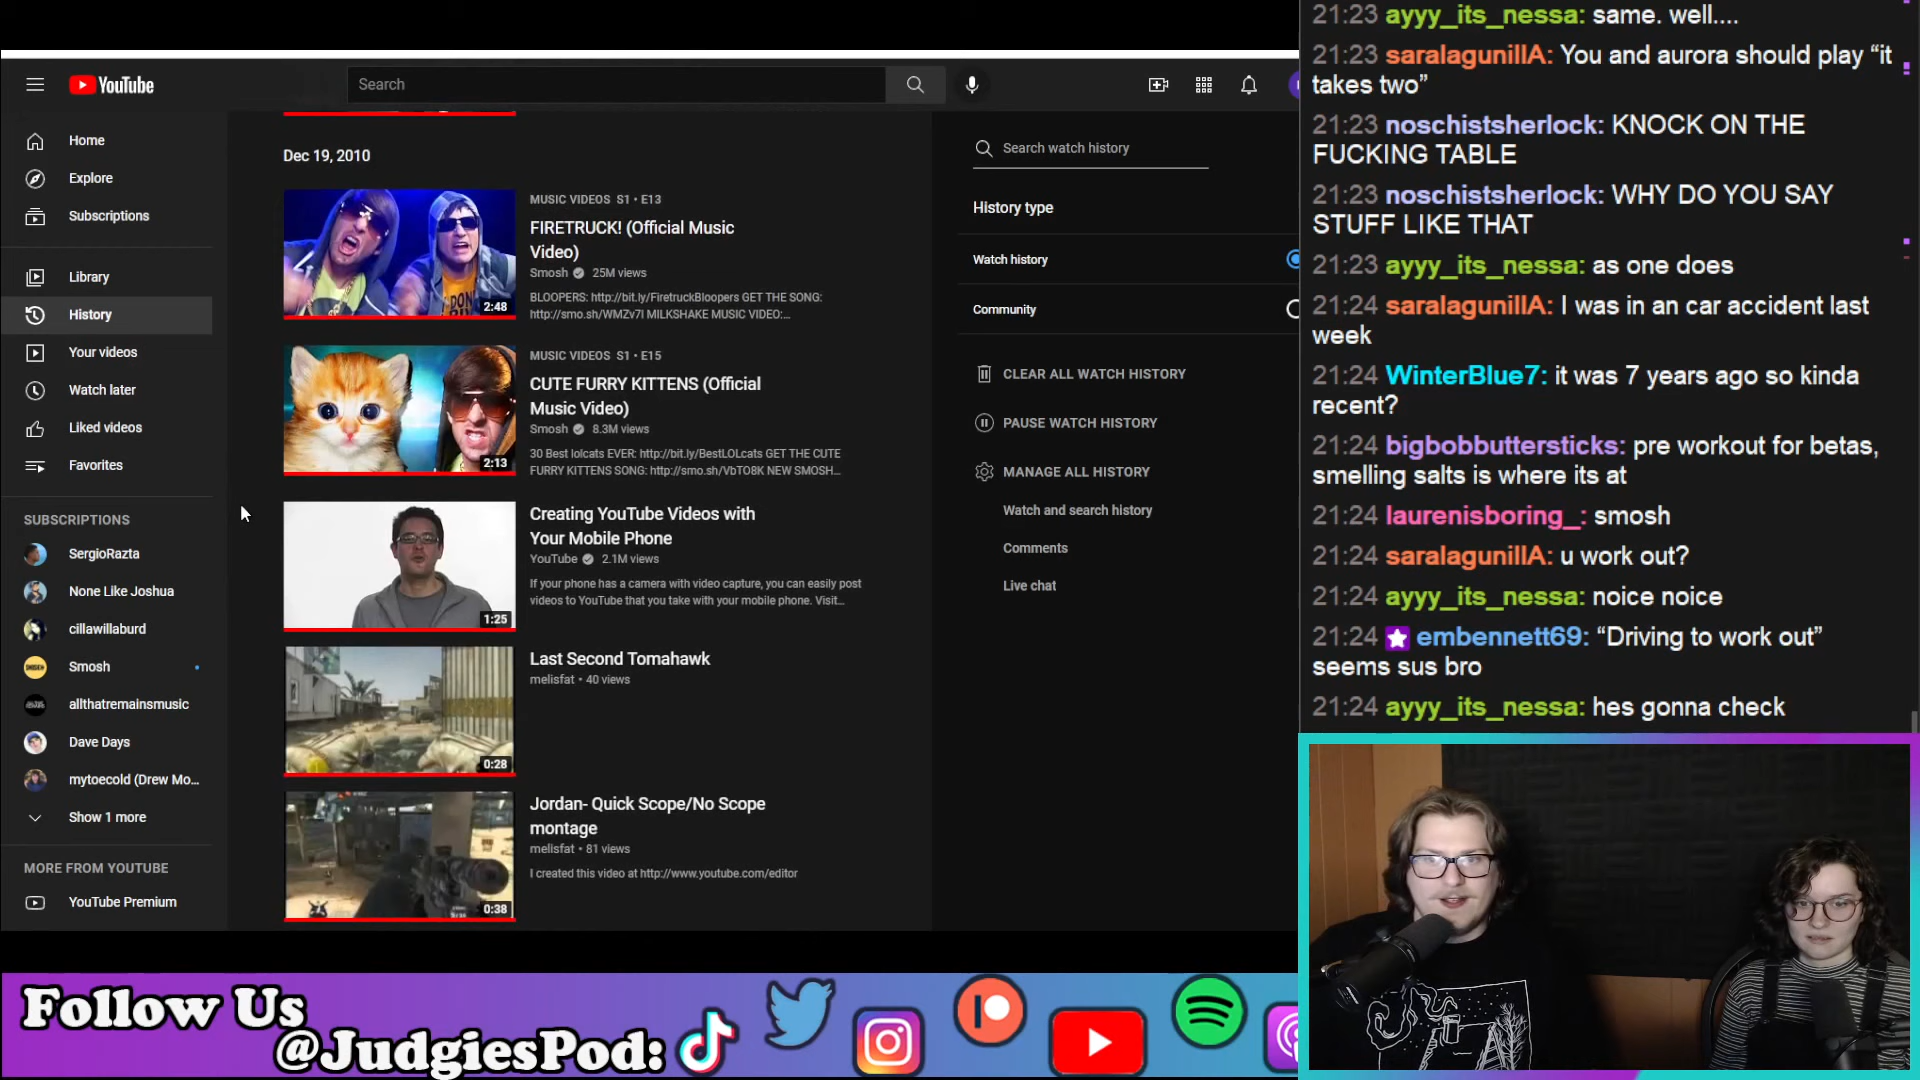 YouTube
Search
Home
Explore
Subscriptions
Library
History
Your videos
Watch later
Liked videos
Favorites
SUBSCRIPTIONS
SergioRazta
None Like Joshua
cillawillaburd
Smosh
allthatremainsmusic
Dave Days
mytoecold (Drew Mo...
Show 1 more
MORE FROM YOUTUBE
YouTube Premium
Dec 19, 2010
2:48
MUSIC VIDEOS S1 • E13
FIRETRUCK! (Official Music
Video)
Smosh 25M views
BLOOPERS: http://bit.ly/FiretruckBloopers GET THE SONG:
http://smo.sh/WMZv7l MILKSHAKE MUSIC VIDEO:...
2:13
MUSIC VIDEOS S1 • E15
CUTE FURRY KITTENS (Official
Music Video)
Smosh 8.3M views
30 Best lolcats EVER: http://bit.ly/BestLOLcats GET THE CUTE
FURRY KITTENS SONG: http://smo.sh/VbTO8K NEW SMOSH...
1:25
Creating YouTube Videos with
Your Mobile Phone
YouTube 2.1M views
If your phone has a camera with video capture, you can easily post
videos to YouTube that you take with your mobile phone. Visit...
0:28
Last Second Tomahawk
melisfat • 40 views
0:38
Jordan- Quick Scope/No Scope
montage
melisfat • 81 views
I created this video at http://www.youtube.com/editor
Search watch history
History type
Watch history
Community
CLEAR ALL WATCH HISTORY
PAUSE WATCH HISTORY
MANAGE ALL HISTORY
Watch and search history
Comments
Live chat
21:23 ayyy_its_nessa: same. well....
21:23 saralagunillA: You and aurora should play “it
takes two”
21:23 noschistsherlock: KNOCK ON THE
FUCKING TABLE
21:23 noschistsherlock: WHY DO YOU SAY
STUFF LIKE THAT
21:23 ayyy_its_nessa: as one does
21:24 saralagunillA: I was in an car accident last
week
21:24 WinterBlue7: it was 7 years ago so kinda
recent?
21:24 bigbobbuttersticks: pre workout for betas,
smelling salts is where its at
21:24 laurenisboring_: smosh
21:24 saralagunillA: u work out?
21:24 ayyy_its_nessa: noice noice
21:24 embennett69: “Driving to work out”
seems sus bro
21:24 ayyy_its_nessa: hes gonna check
Follow Us
@JudgiesPod: